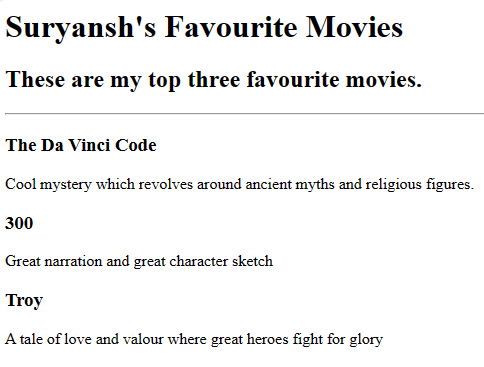 Suryansh's Favourite Movies
These are my top three favourite movies.
The Da Vinci Code
Cool mystery which revolves around ancient myths and religious figures.
300
Great narration and great character sketch
Troy
A tale of love and valour where great heroes fight for glory